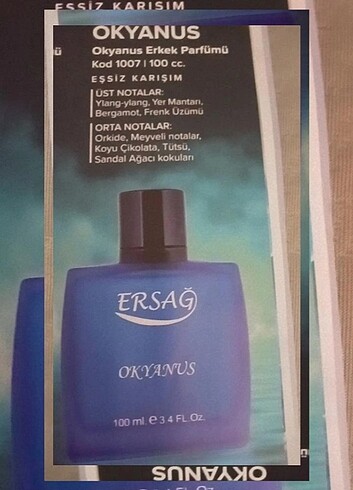 EŞSİZ KARIŞIM
OKYANUS
Okyanus Erkek Parfümü
Kod 1007 | 100 cc.
EŞSİZ KARIŞIM
ÜST NOTALAR:
Ylang-ylang, Yer Mantarı,
Bergamot, Frenk Üzümü
ORTA NOTALAR:
Orkide, Meyveli notalar,
Koyu Çikolata, Tütsü,
Sandal Ağacı kokuları
ERSAĞ
OKYANUS
100 ml. e 3.4 FL.Oz.
OKYANUS